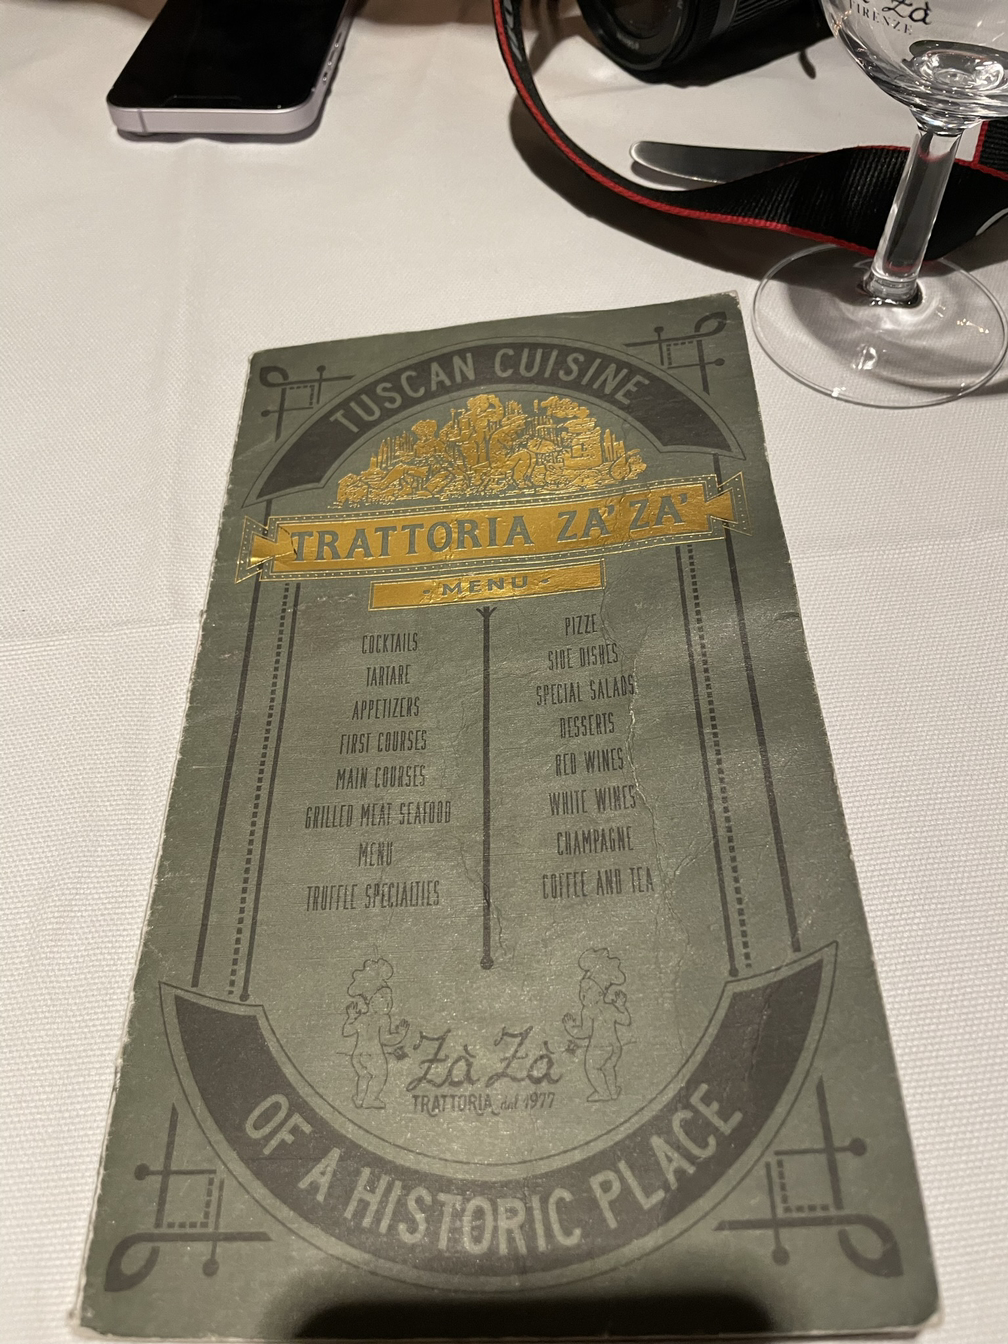 Zà
FIRENZE
TUSCAN CUISINE
TRATTORIA ZA' ZA'
· MENU ·
COCKTAILS
TARTARE
APPETIZERS
FIRST COURSES
MAIN COURSES
GRILLED MEAT SEAFOOD
MENU
TRUFFLE SPECIALTIES
PIZZE
SIDE DISHES
SPECIAL SALADS
DESSERTS
RED WINES
WHITE WINES
CHAMPAGNE
COFFEE AND TEA
Zà Zà
TRATTORIA dal 1977
OF A HISTORIC PLACE